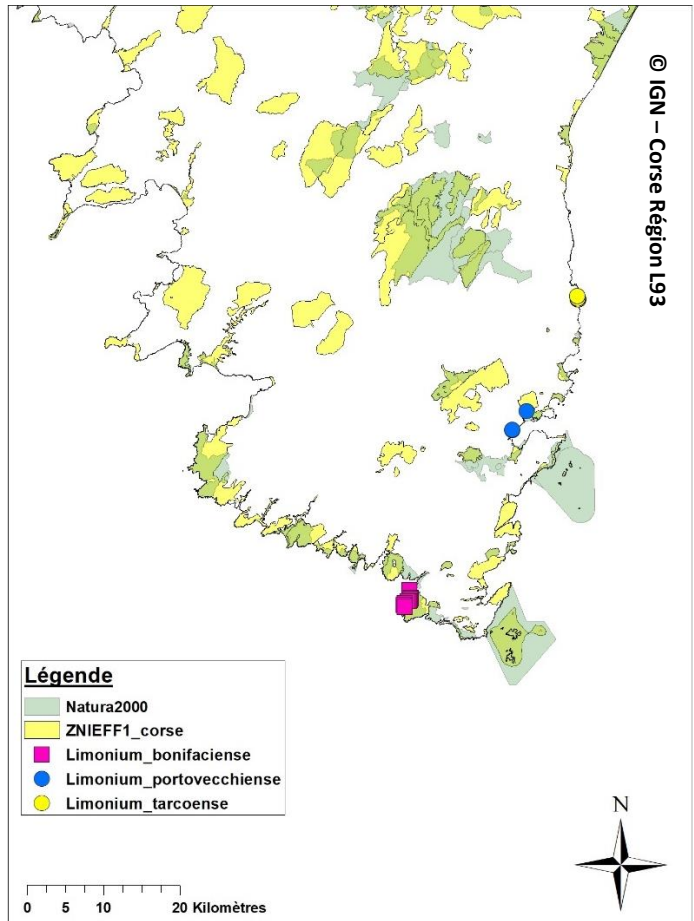 © IGN – Corse Région L93
Légende
Natura2000
ZNIEFF1_corse
Limonium_bonifaciense
Limonium_portovecchiense
Limonium_tarcoense
N
0 5 10 20 Kilomètres